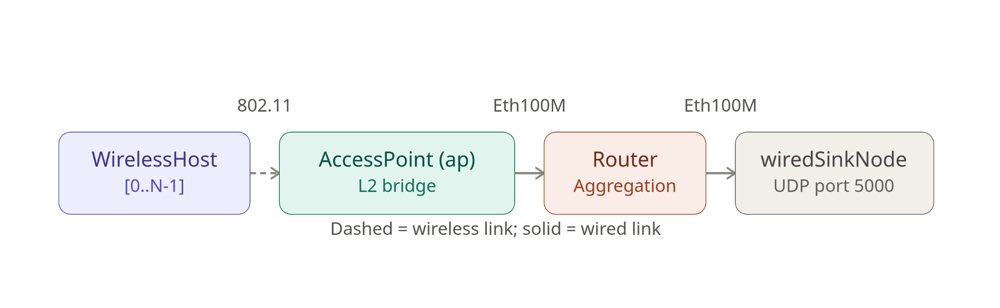 802.11
Eth100M
Eth100M
WirelessHost
[0..N-1]
AccessPoint (ap)
L2 bridge
Router
Aggregation
wiredSinkNode
UDP port 5000
Dashed = wireless link; solid = wired link